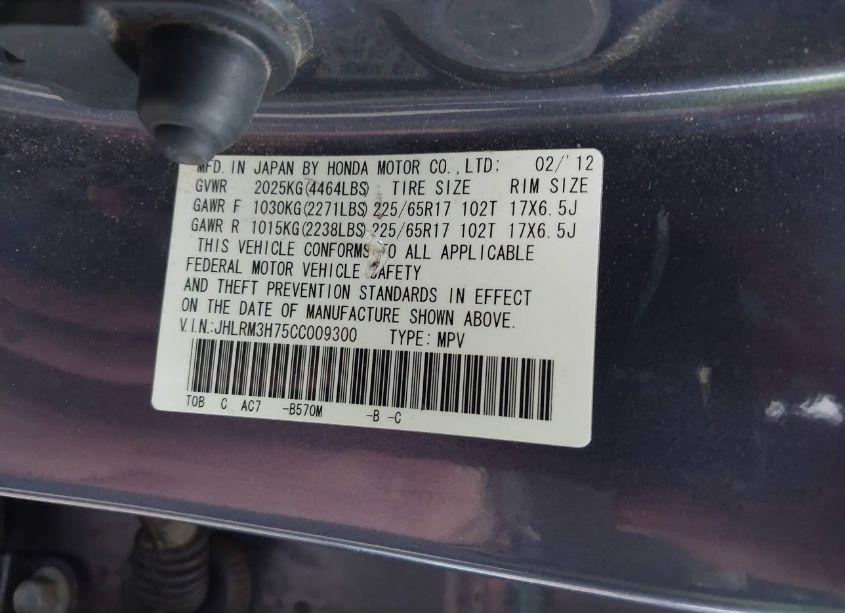 MFD. IN JAPAN BY HONDA MOTOR CO., LTD; 02/'12
GVWR 2025KG(4464LBS) TIRE SIZE RIM SIZE
GAWR F 1030KG(2271LBS) 225/65R17 102T 17X6.5J
GAWR R 1015KG(2238LBS) 225/65R17 102T 17X6.5J
THIS VEHICLE CONFORMS TO ALL APPLICABLE
FEDERAL MOTOR VEHICLE SAFETY
AND THEFT PREVENTION STANDARDS IN EFFECT
ON THE DATE OF MANUFACTURE SHOWN ABOVE.
V.I.N.:JHLRM3H75CC009300 TYPE: MPV
TOB C AC7 -B570M -B -C